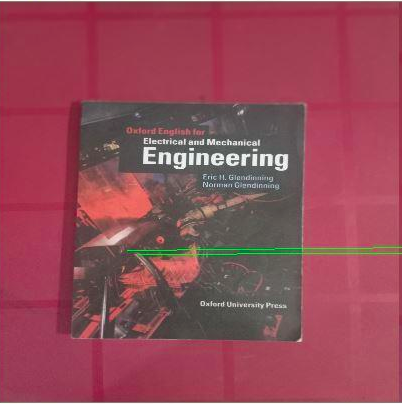 Oxford English for
Electrical and Mechanical
Engineering
Eric H. Glendinning
Norman Glendinning
Oxford University Press